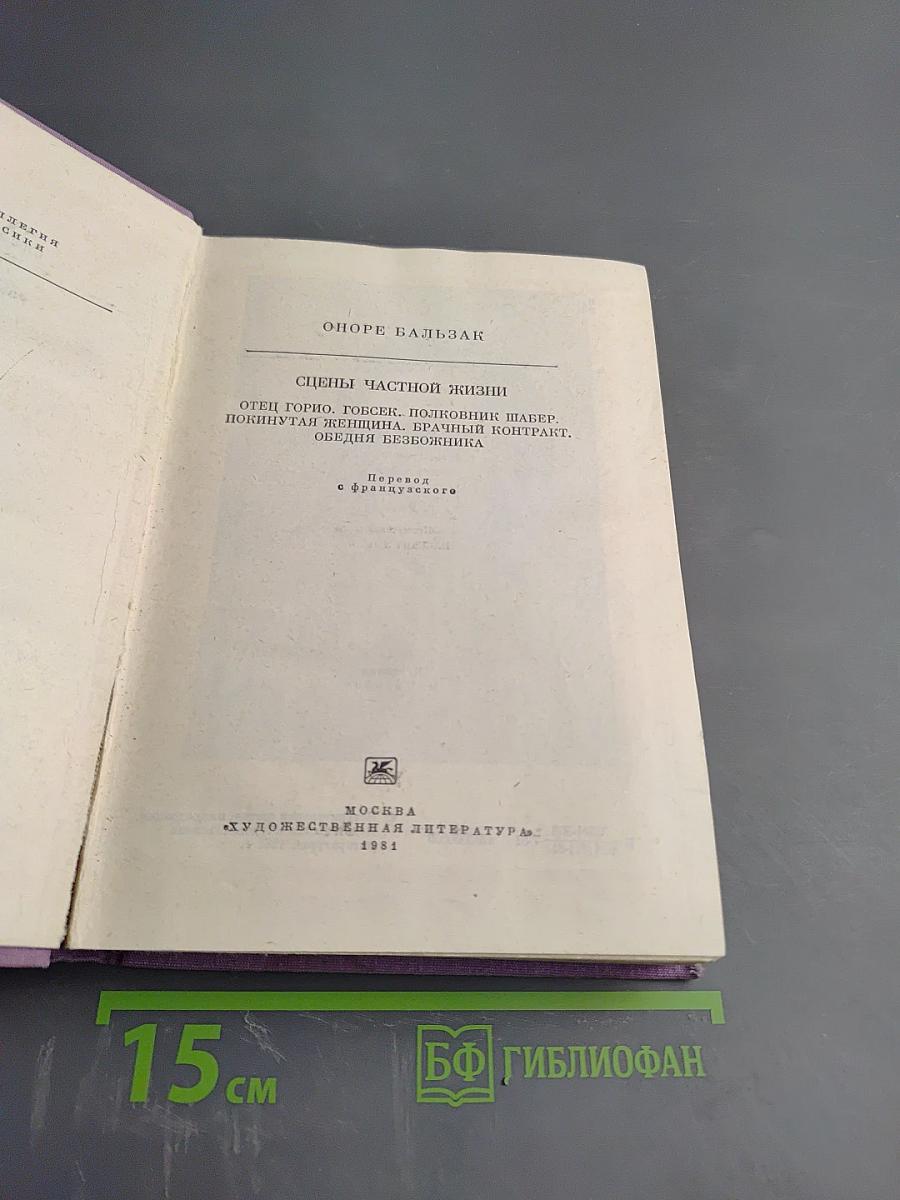 ОНОРЕ БАЛЬЗАК
СЦЕНЫ ЧАСТНОЙ ЖИЗНИ
ОТЕЦ ГОРИО. ГОБСЕК. ПОЛКОВНИК ШАБЕР.
ПОКИНУТАЯ ЖЕНЩИНА. БРАЧНЫЙ КОНТРАКТ.
ОБЕДНЯ БЕЗБОЖНИКА
Перевод
с французского
МОСКВА
«ХУДОЖЕСТВЕННАЯ ЛИТЕРАТУРА»
1981
15 см
БФ ГИБЛИОФАН